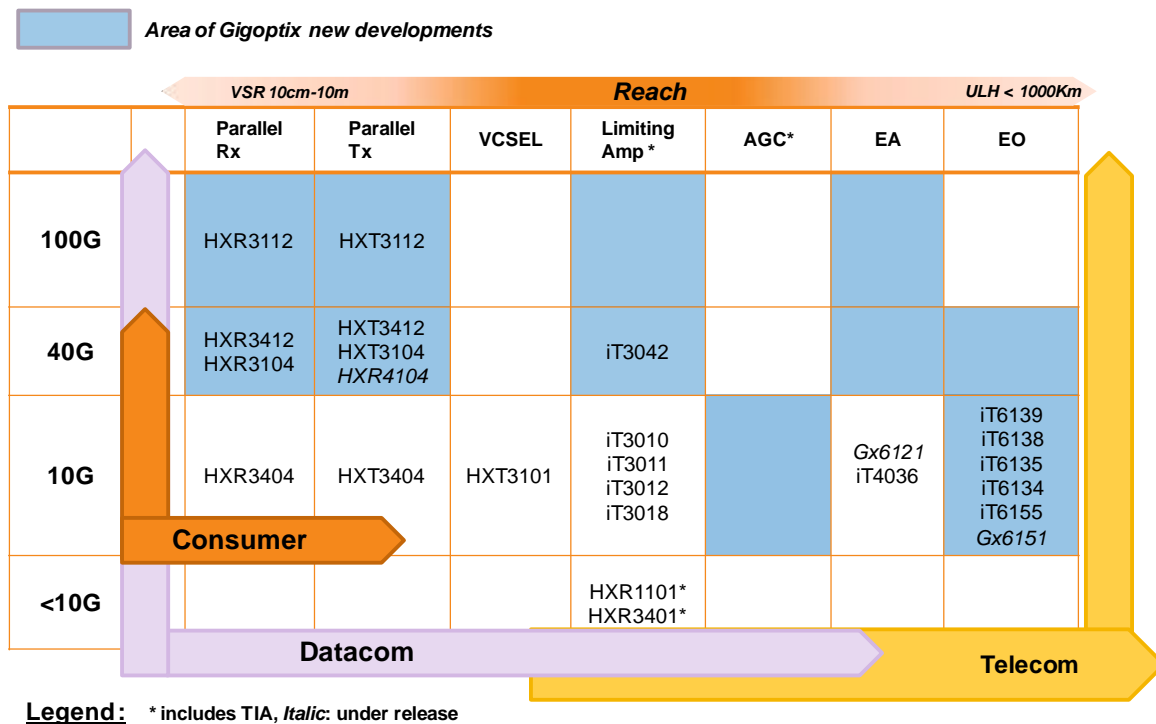 Area of Gigoptix new developments
VSR 10cm-10m
Reach
ULH < 1000Km
Parallel Rx
Parallel Tx
VCSEL
Limiting Amp *
AGC*
EA
EO
100G
HXR3112
HXT3112
40G
HXR3412
HXR3104
HXT3412
HXT3104
HXR4104
iT3042
10G
HXR3404
HXT3404
HXT3101
iT3010
iT3011
iT3012
iT3018
Gx6121
iT4036
iT6139
iT6138
iT6135
iT6134
iT6155
Gx6151
Consumer
<10G
HXR1101*
HXR3401*
Datacom
Telecom
Legend: * includes TIA, Italic: under release